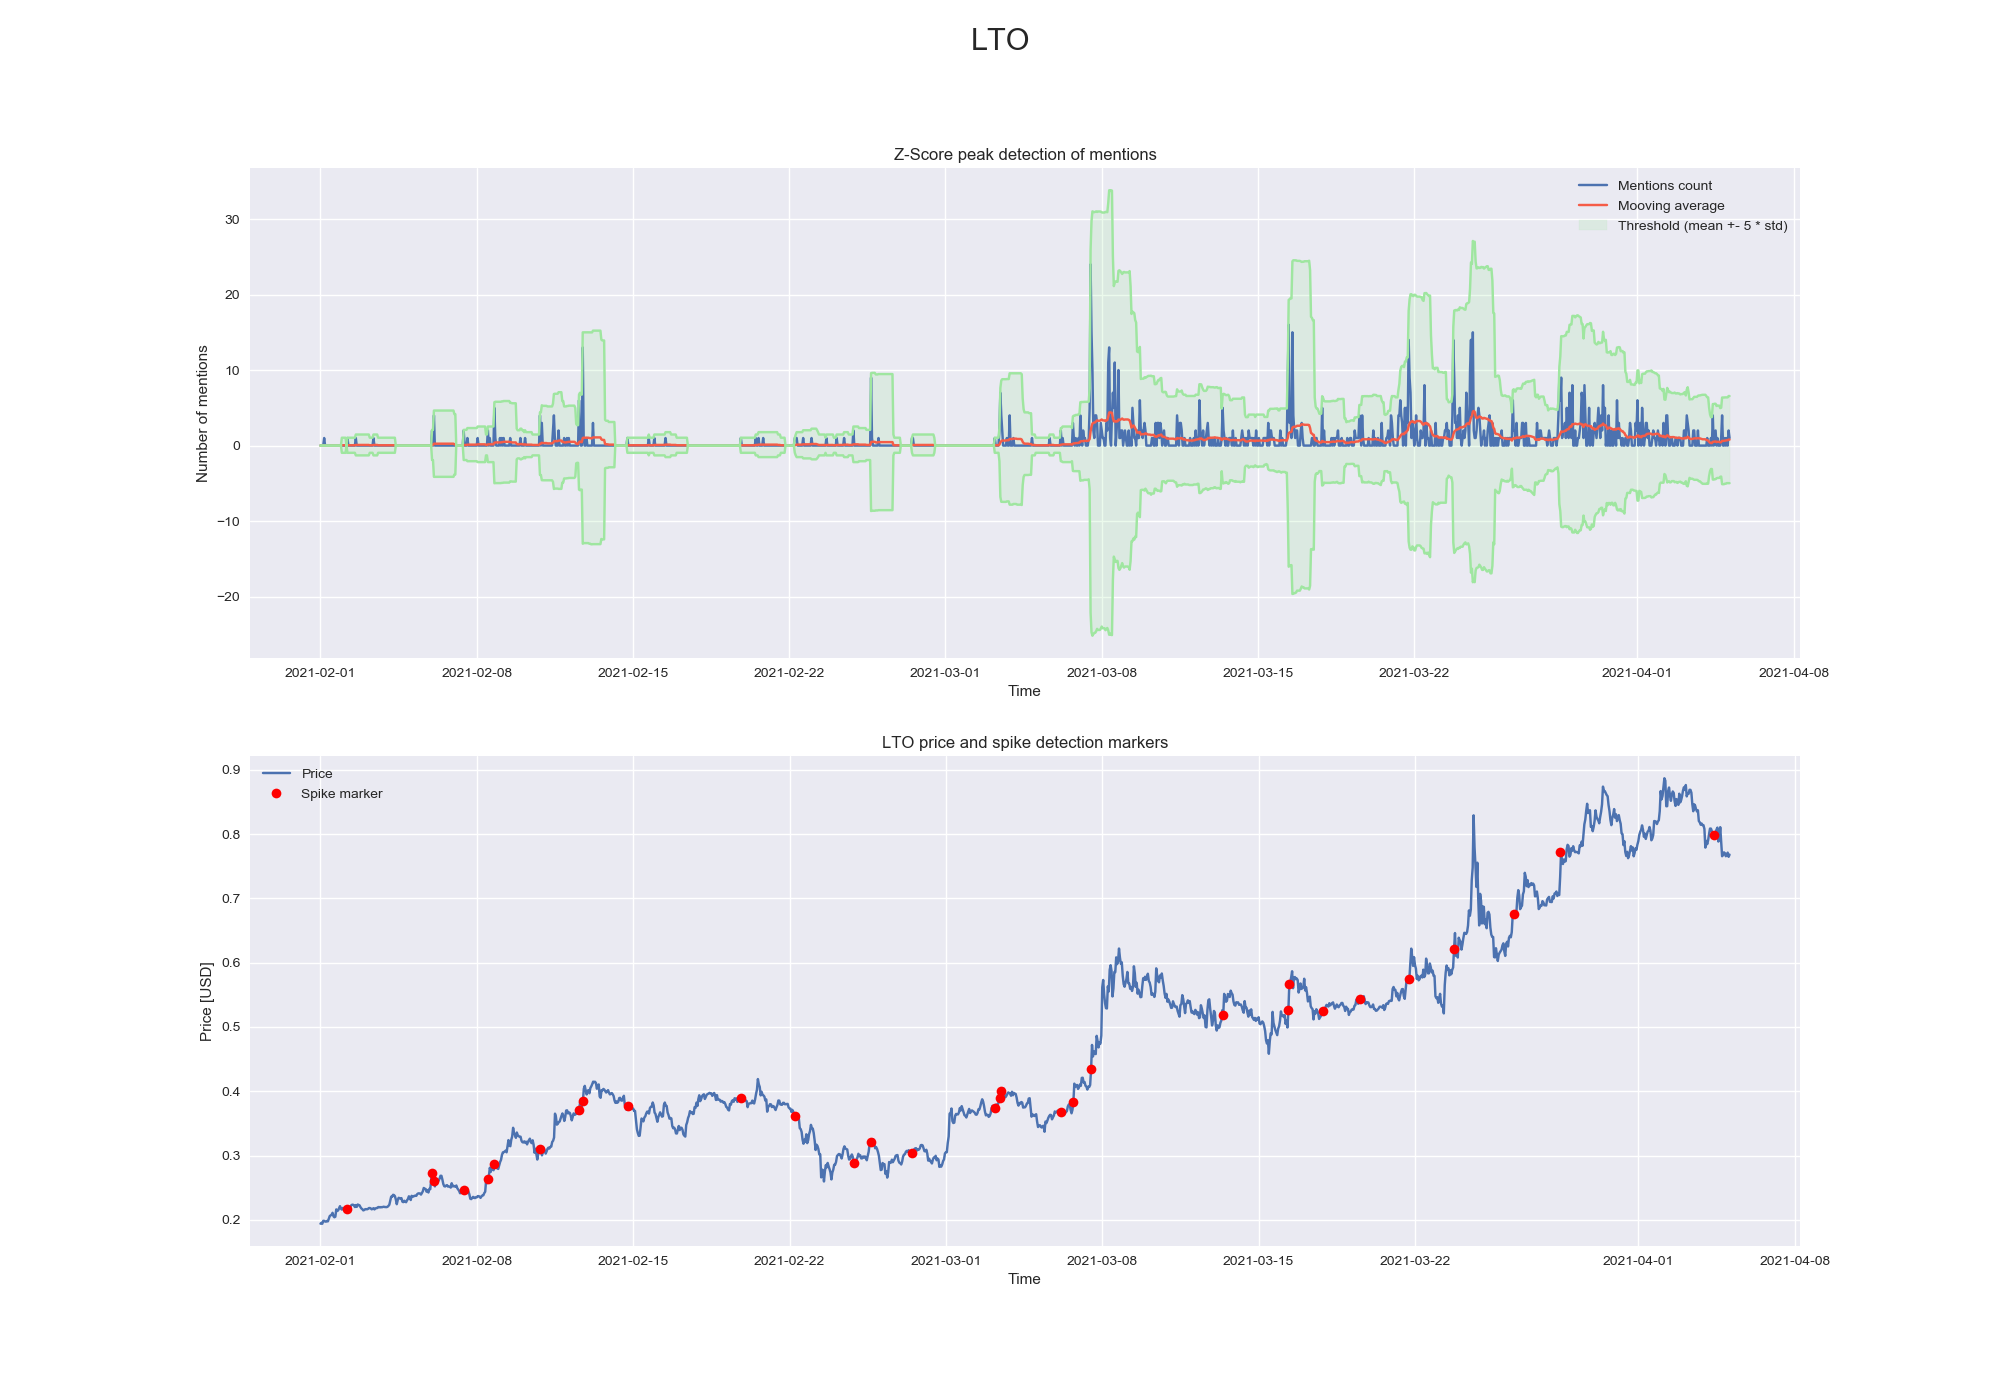 LTO
Z-Score peak detection of mentions
Mentions count
Mooving average
Threshold (mean +- 5 * std)
Number of mentions
30
20
10
0
−10
−20
2021-02-01 2021-02-08 2021-02-15 2021-02-22 2021-03-01 2021-03-08 2021-03-15 2021-03-22 2021-04-01 2021-04-08
Time
LTO price and spike detection markers
Price
Spike marker
Price [USD]
0.9
0.8
0.7
0.6
0.5
0.4
0.3
0.2
2021-02-01 2021-02-08 2021-02-15 2021-02-22 2021-03-01 2021-03-08 2021-03-15 2021-03-22 2021-04-01 2021-04-08
Time